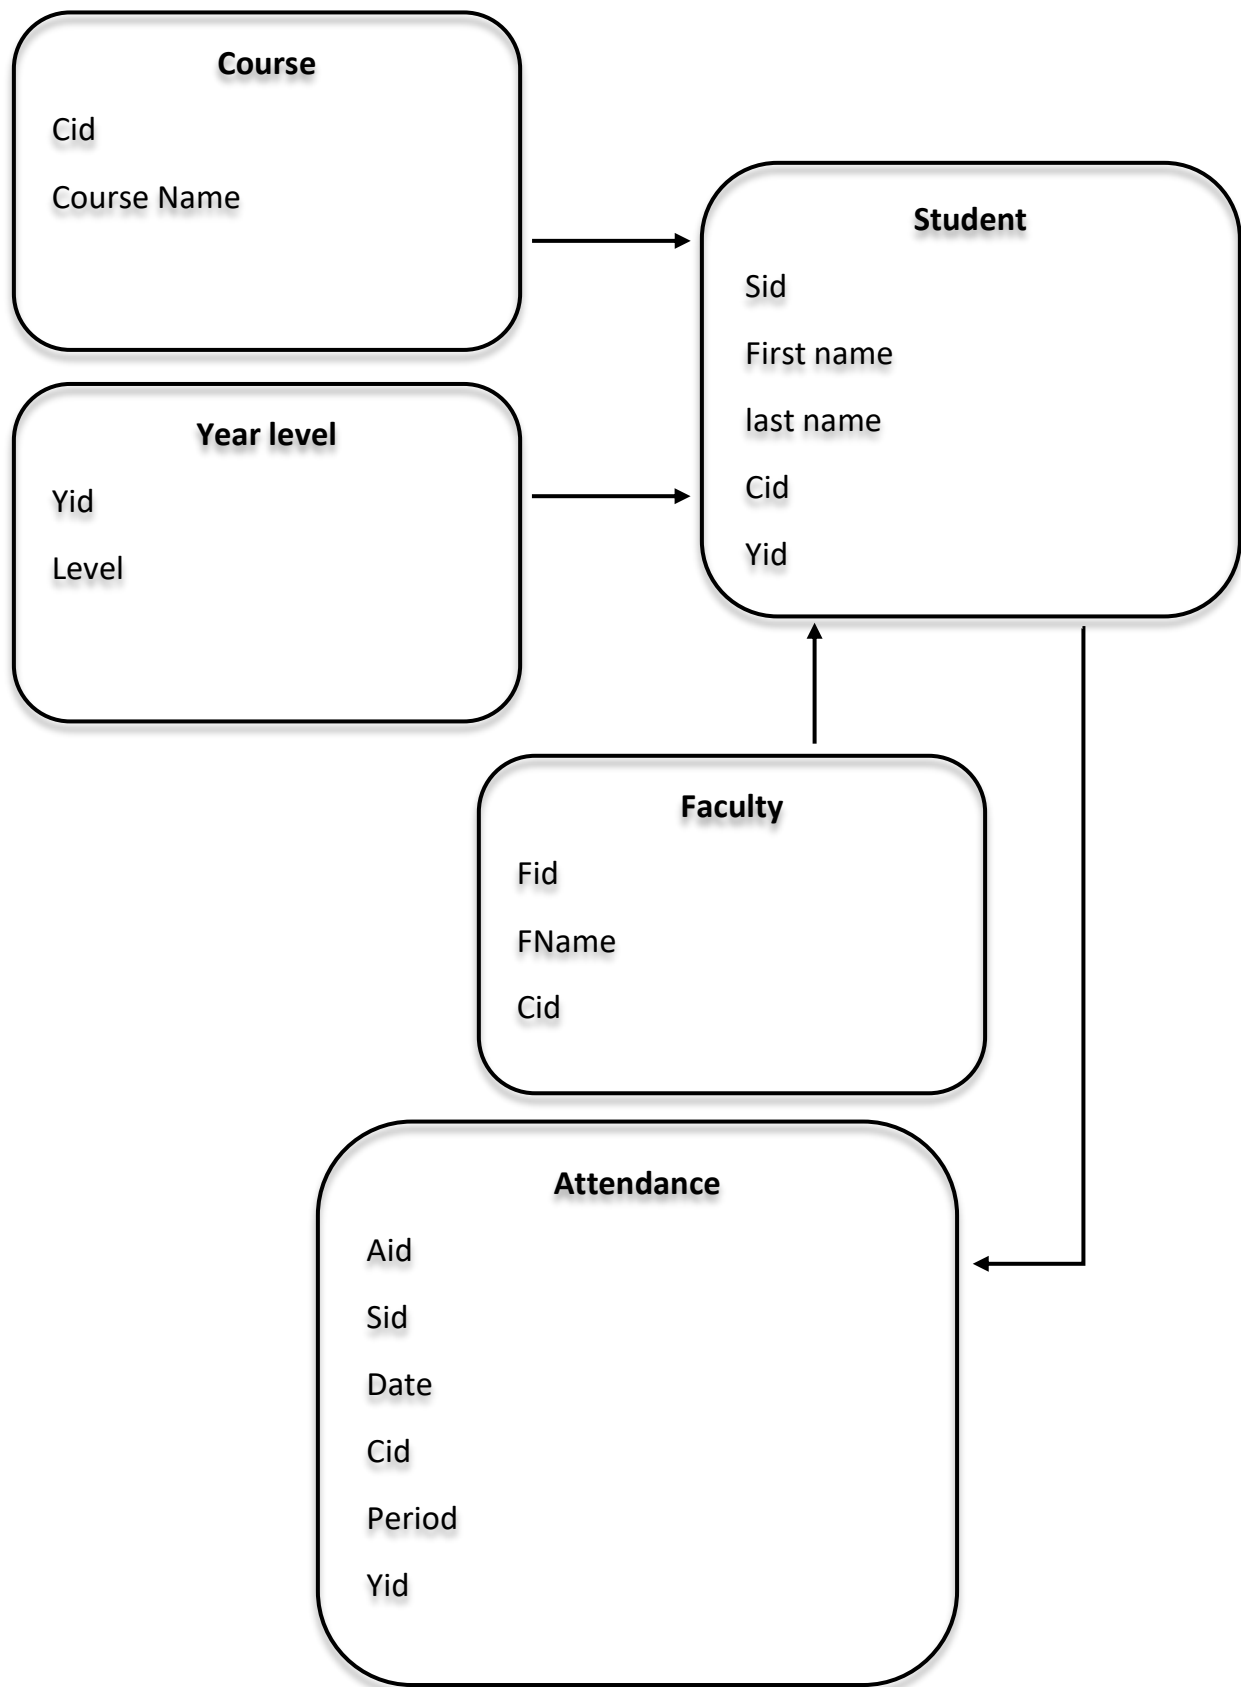 Course
Cid
Course Name
Student
Sid
First name
last name
Cid
Yid
Year level
Yid
Level
Faculty
Fid
FName
Cid
Attendance
Aid
Sid
Date
Cid
Period
Yid